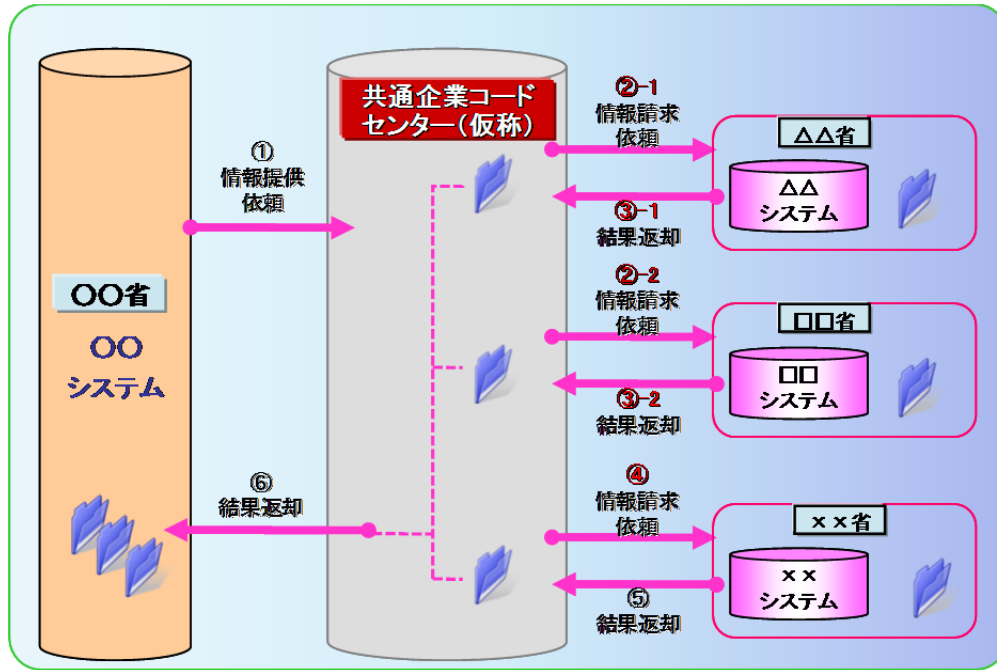 共通企業コード
センター(仮称)
①
情報提供
依頼
〇〇省
〇〇
システム
⑥
結果返却
②-1
情報請求
依頼
③-1
結果返却
△△省
△△
システム
②-2
情報請求
依頼
③-2
結果返却
□□省
□□
システム
④
情報請求
依頼
⑤
結果返却
××省
××
システム